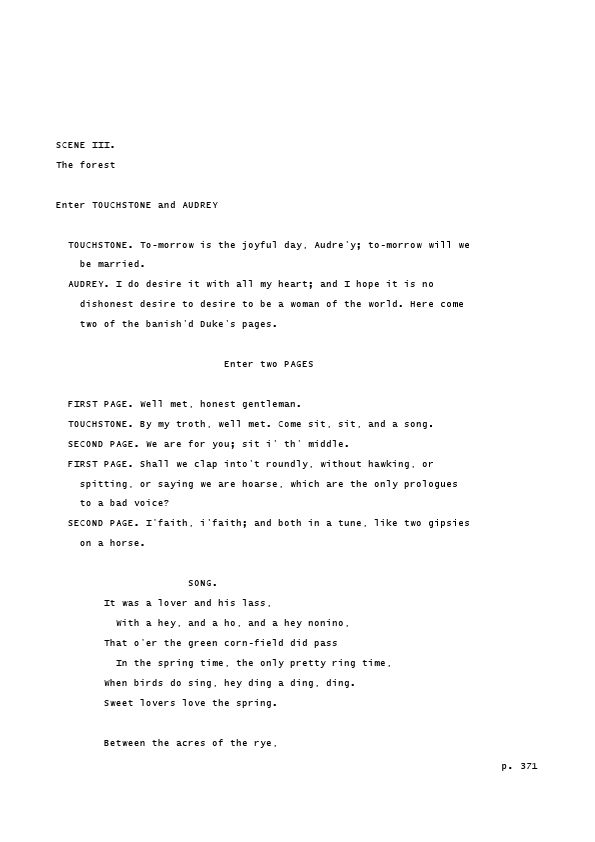 SCENE III.
The forest
Enter TOUCHSTONE and AUDREY
TOUCHSTONE. To-morrow is the joyful day, Audre'y; to-morrow will we
be married.
AUDREY. I do desire it with all my heart; and I hope it is no
dishonest desire to desire to be a woman of the world. Here come
two of the banish'd Duke's pages.
Enter two PAGES
FIRST PAGE. Well met, honest gentleman.
TOUCHSTONE. By my troth, well met. Come sit, sit, and a song.
SECOND PAGE. We are for you; sit i' th' middle.
FIRST PAGE. Shall we clap into't roundly, without hawking, or
spitting, or saying we are hoarse, which are the only prologues
to a bad voice?
SECOND PAGE. I'faith, i'faith; and both in a tune, like two gipsies
on a horse.
SONG.
It was a lover and his lass,
With a hey, and a ho, and a hey nonino,
That o'er the green corn-field did pass
In the spring time, the only pretty ring time,
When birds do sing, hey ding a ding, ding.
Sweet lovers love the spring.
Between the acres of the rye,
p. 371